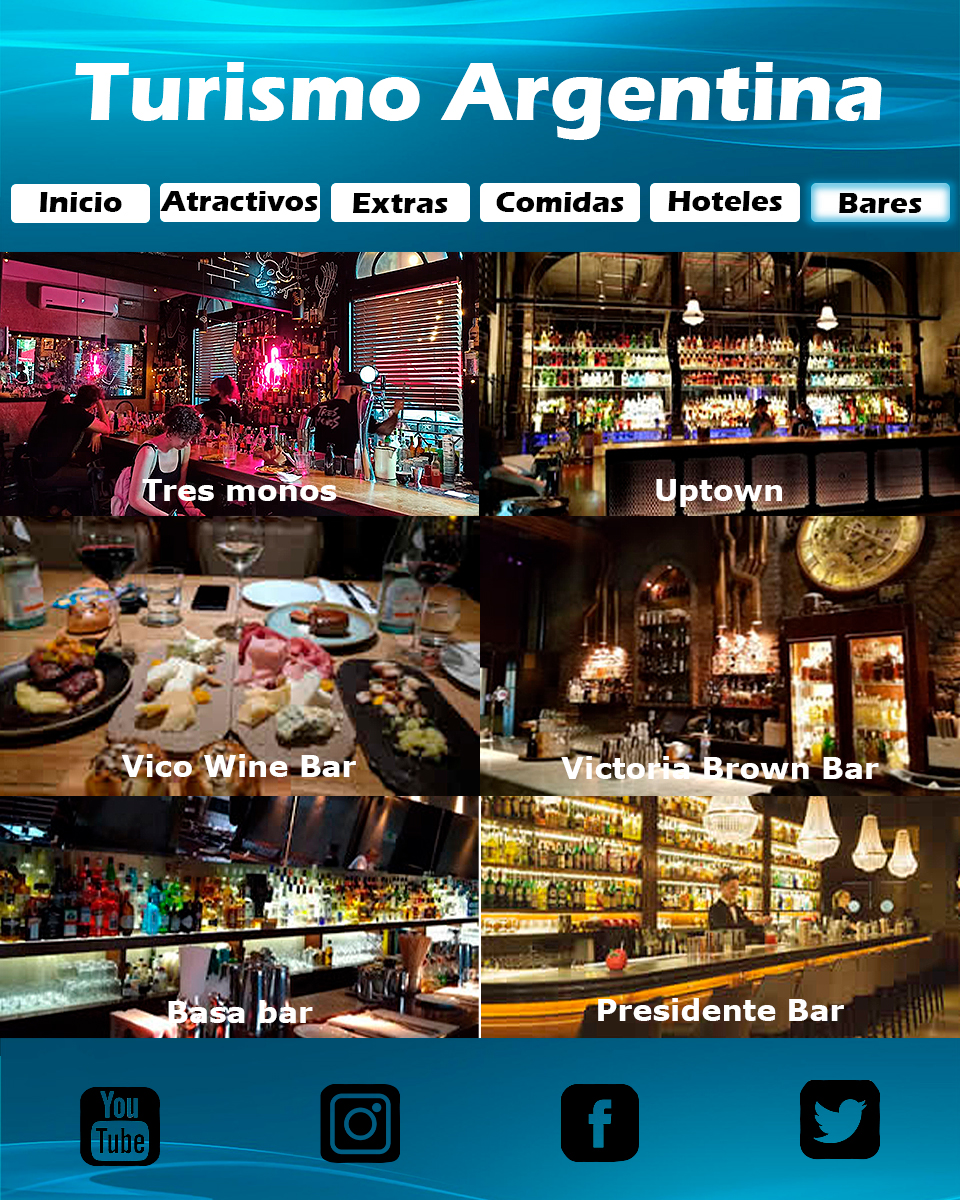 Turismo Argentina
Inicio Atractivos Extras Comidas Hoteles Bares
Tres monos Uptown
Vico Wine Bar Victoria Brown Bar
Basa bar Presidente Bar
You
Tube